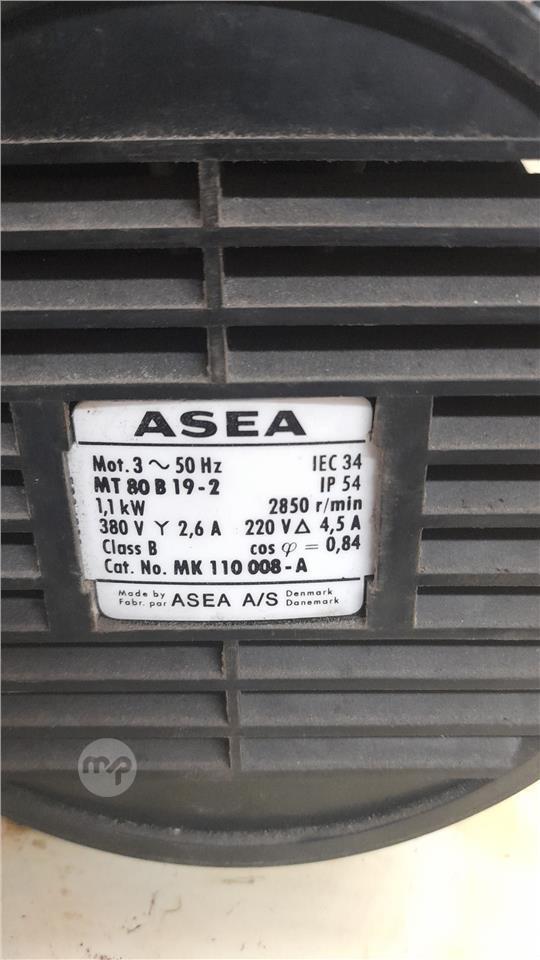 ASEA
Mot. 3 ~ 50 Hz IEC 34
MT 80 B 19-2 IP 54
1,1 kW 2850 r/min
380 V Y 2,6 A 220 V Δ 4,5 A
Class B cos φ = 0,84
Cat. No. MK 110 008-A
Made by Fabr. par ASEA A/S Denmark Danemark
mp